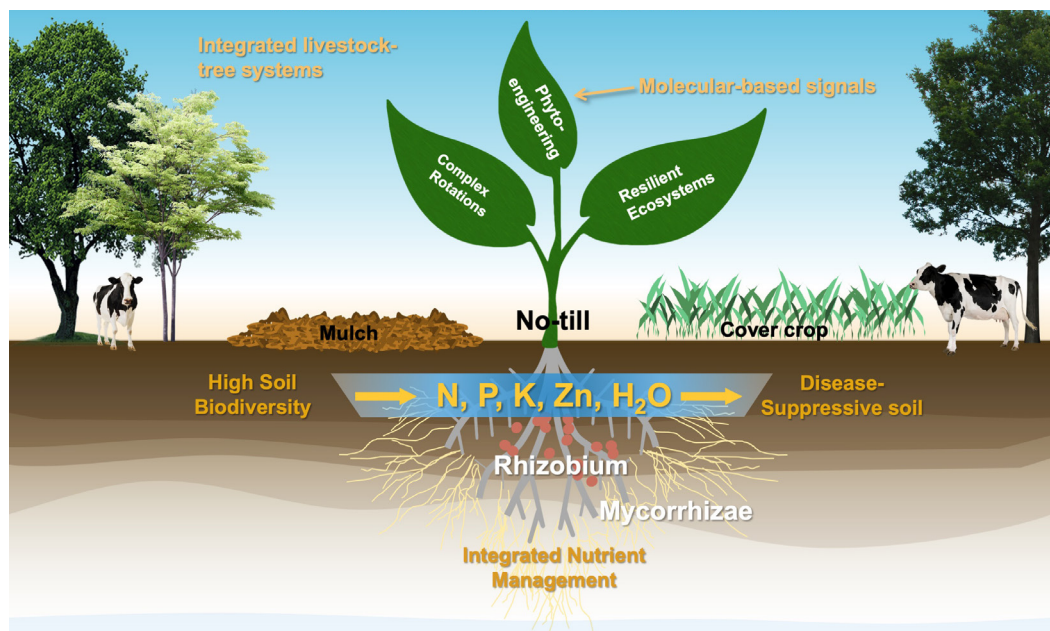 Integrated livestock-
tree systems
Phyto-
engineering
Molecular-based signals
Complex
Rotations
Resilient
Ecosystems
Mulch
No-till
Cover crop
High Soil
Biodiversity
N, P, K, Zn, H₂O
Disease-
Suppressive soil
Rhizobium
Mycorrhizae
Integrated Nutrient
Management